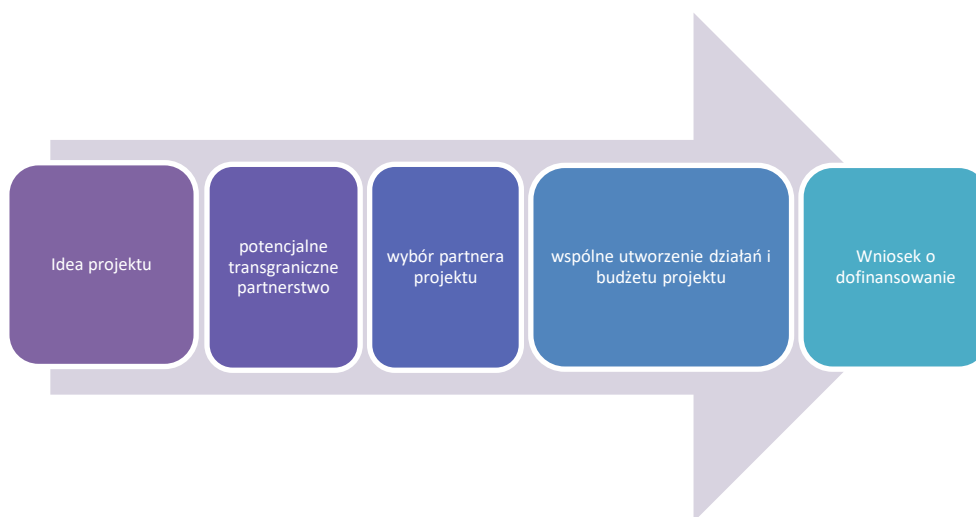 Idea projektu
potencjalne
transgraniczne
partnerstwo
wybór partnera
projektu
wspólne utworzenie działań i
budżetu projektu
Wniosek o
dofinansowanie